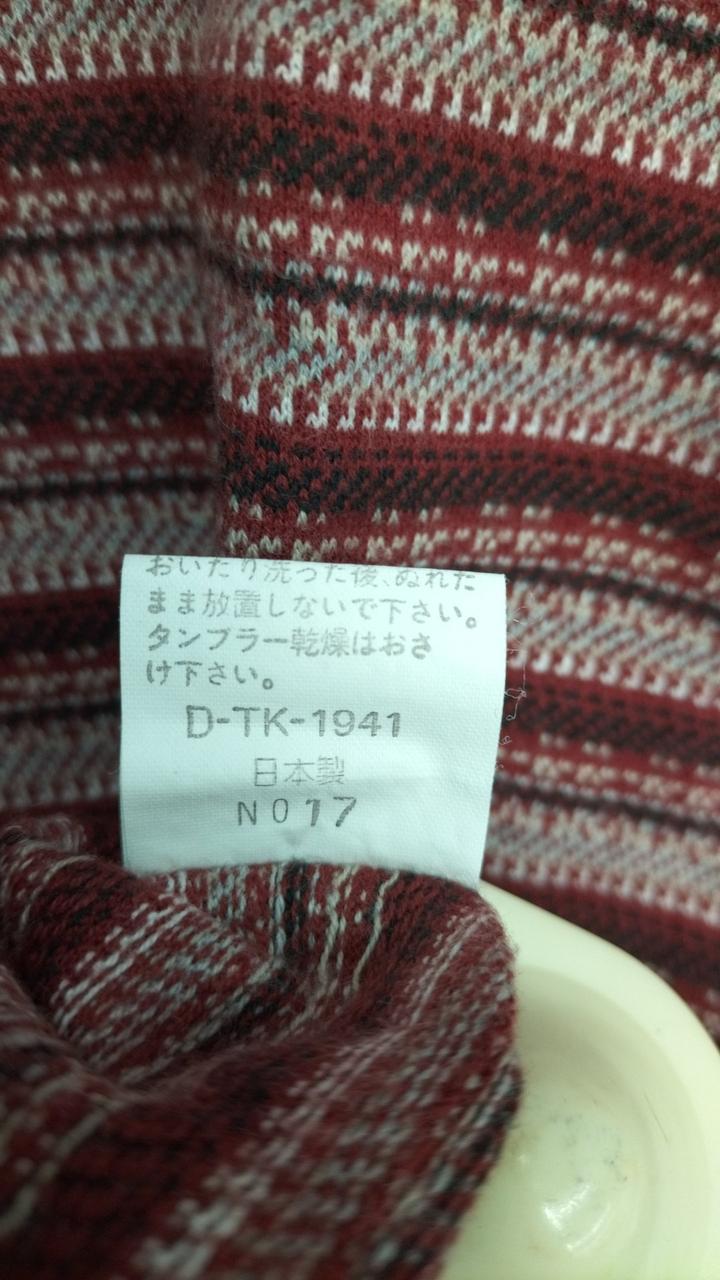 おいたり洗った後、ぬれた
まま放置しないで下さい。
タンブラー乾燥はおさ
け下さい。
D-TK-1941
日本製
NO17